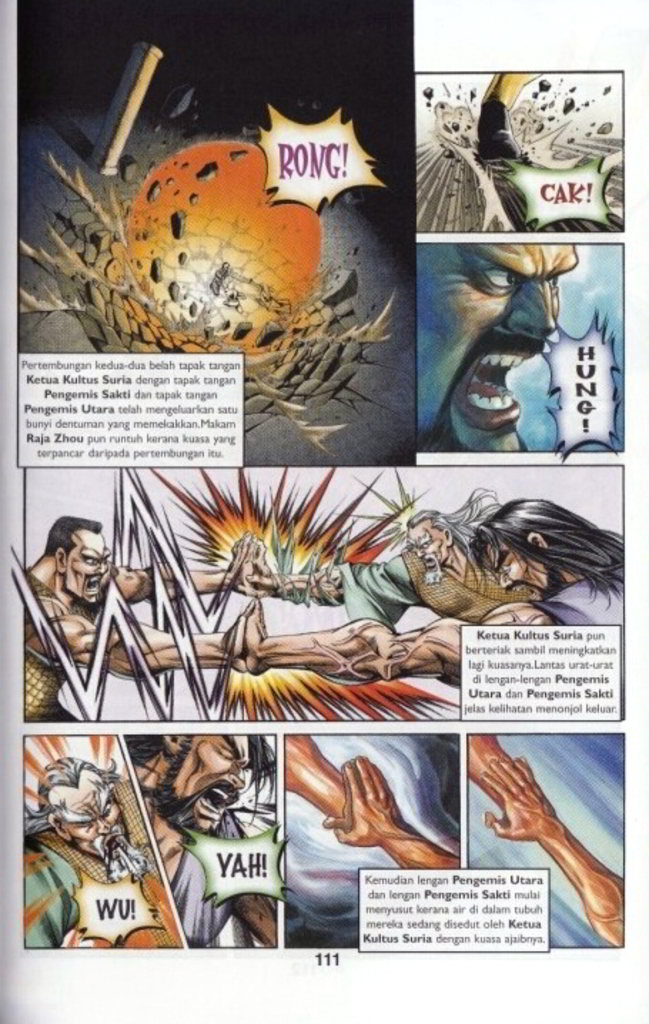 RONG!
CAK!
Pertembungan kedua-dua belah tapak tangan
Ketua Kultus Suria dengan tapak tangan
Pengemis Sakti dan tapak tangan
Pengemis Utara telah mengeluarkan satu
bunyi dentuman yang memekakkan.Makam
Raja Zhou pun runtuh kerana kuasa yang
terpancar daripada pertembungan itu.
HUNG!
Ketua Kultus Suria pun
berteriak sambil meningkatkan
lagi kuasanya.Lantas urat-urat
di lengan-lengan Pengemis
Utara dan Pengemis Sakti
jelas kelihatan menonjol keluar.
WU!
YAH!
Kemudian lengan Pengemis Utara
dan lengan Pengemis Sakti mulai
menyusut kerana air di dalam tubuh
mereka sedang disedut oleh Ketua
Kultus Suria dengan kuasa ajaibnya.
111